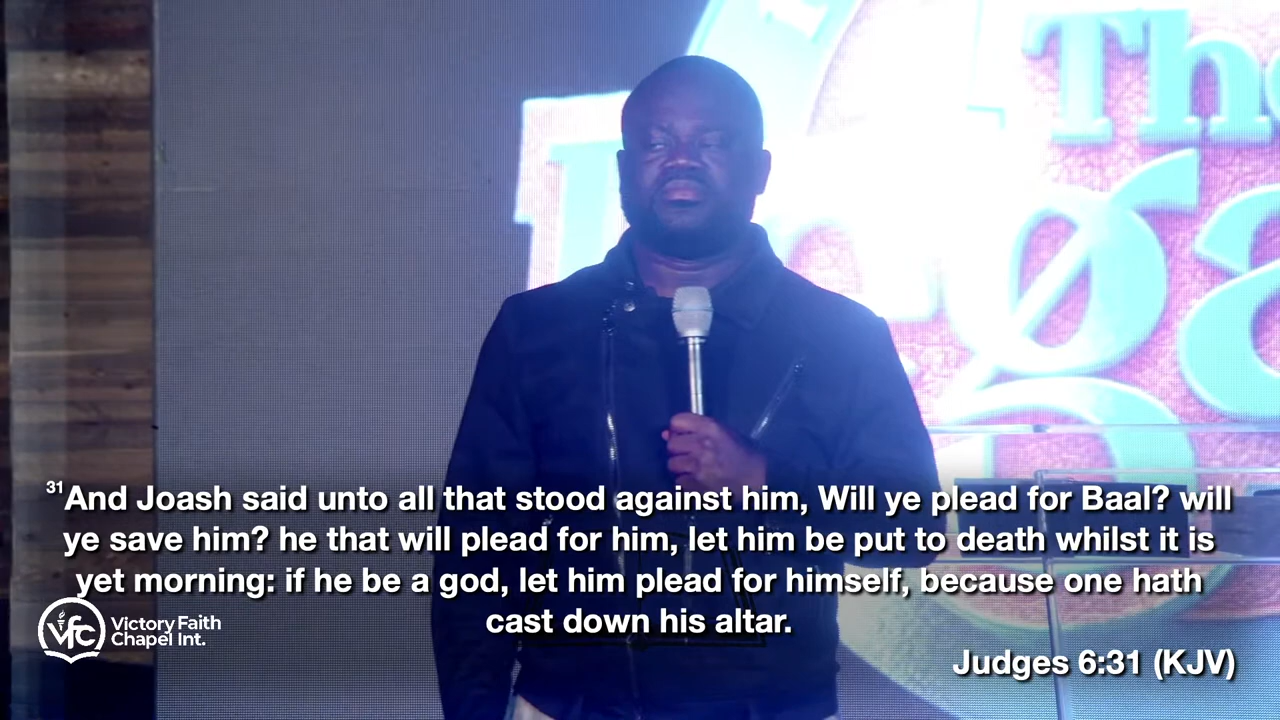 The
31And Joash said unto all that stood against him, Will ye plead for Baal? will
ye save him? he that will plead for him, let him be put to death whilst it is
yet morning: if he be a god, let him plead for himself, because one hath
cast down his altar.
vfc
Victory Faith
Chapel Int.
Judges 6:31 (KJV)